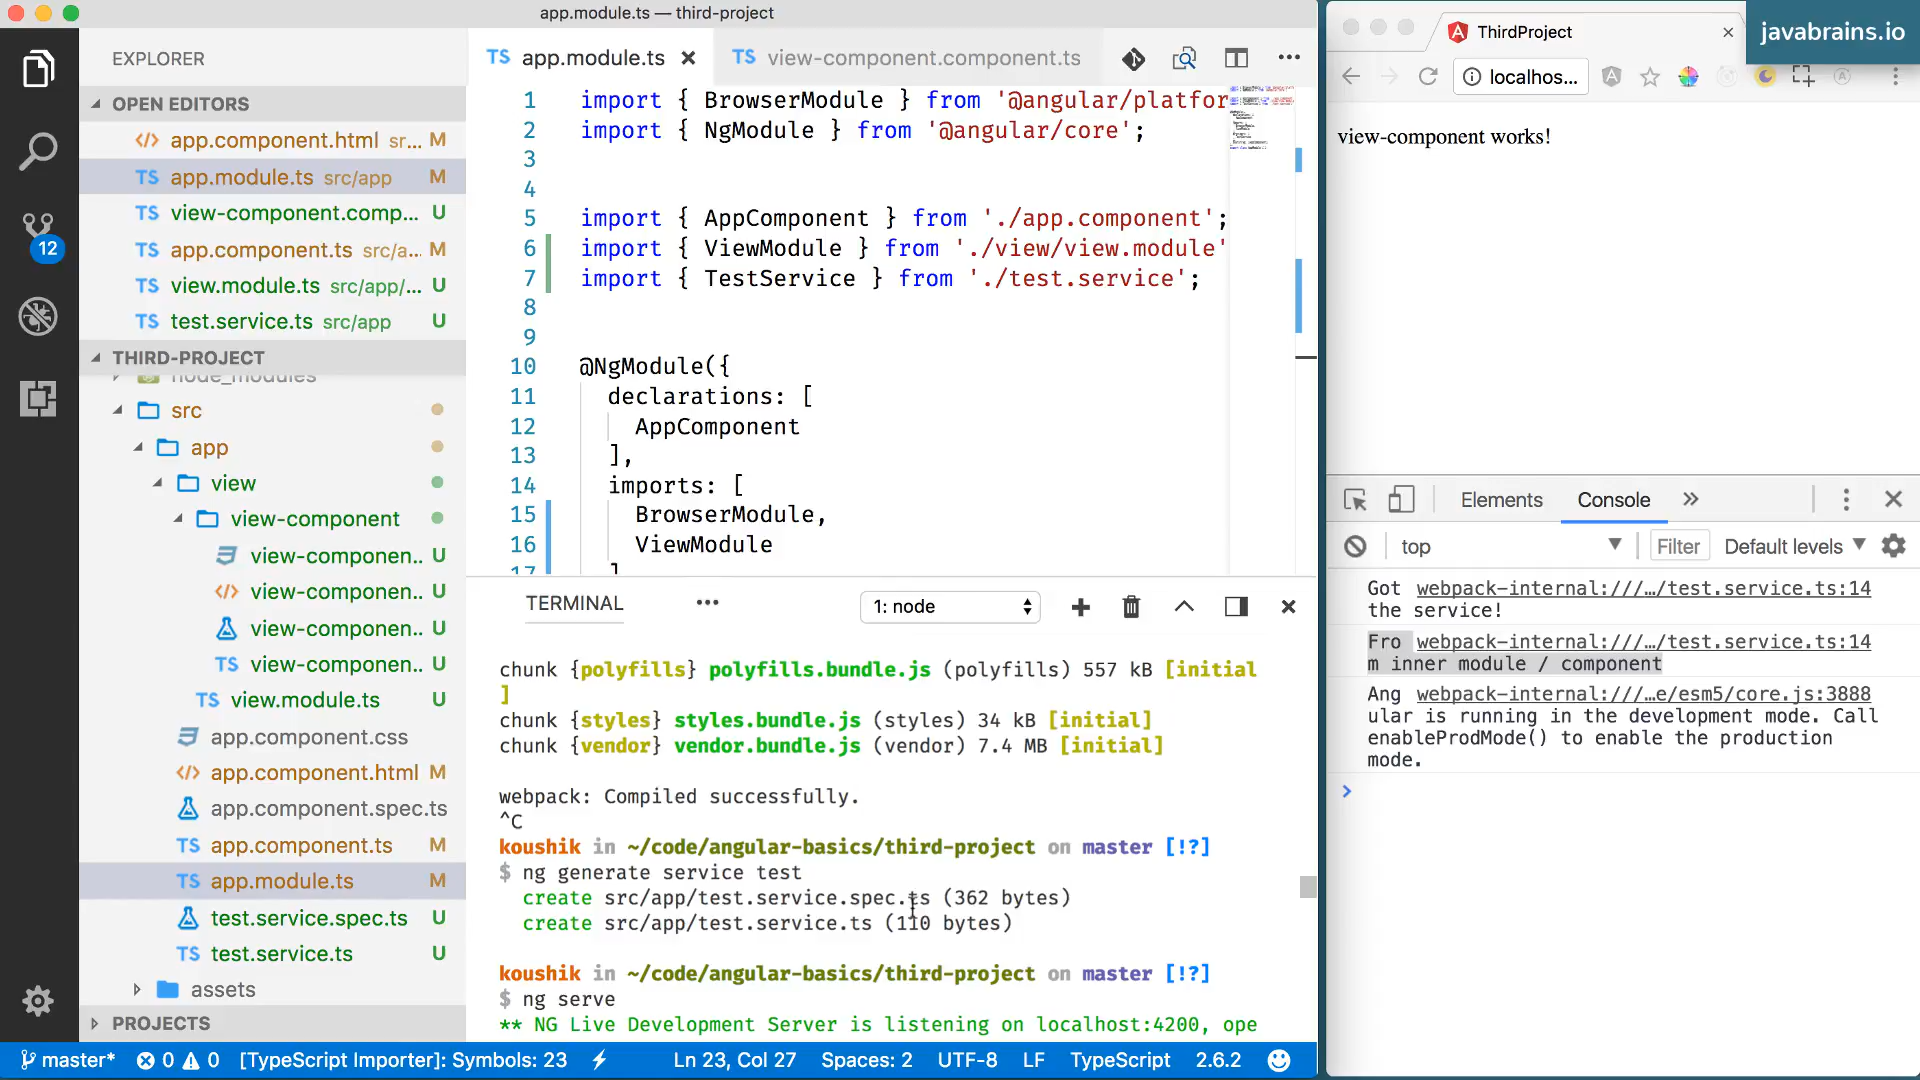 app.module.ts — third-project
EXPLORER
OPEN EDITORS
app.component.html sr... M
TS app.module.ts src/app M
TS view-component.comp... U
TS app.component.ts src/a... M
TS view.module.ts src/app/... U
TS test.service.ts src/app U
THIRD-PROJECT
node_modules
src
app
view
view-component
view-componen.. U
view-componen.. U
view-componen.. U
TS view-componen.. U
TS view.module.ts U
app.component.css
app.component.html M
app.component.spec.ts
TS app.component.ts M
TS app.module.ts M
test.service.spec.ts U
TS test.service.ts U
assets
PROJECTS
12
TS app.module.ts
TS view-component.component.ts
1 import { BrowserModule } from '@angular/platfor
2 import { NgModule } from '@angular/core';
3
4
5 import { AppComponent } from './app.component';
6 import { ViewModule } from './view/view.module'
7 import { TestService } from './test.service';
8
9
10 @NgModule({
11 declarations: [
12 AppComponent
13 ],
14 imports: [
15 BrowserModule,
16 ViewModule
17 ]
TERMINAL
1: node
chunk {polyfills} polyfills.bundle.js (polyfills) 557 kB [initial
]
chunk {styles} styles.bundle.js (styles) 34 kB [initial]
chunk {vendor} vendor.bundle.js (vendor) 7.4 MB [initial]
webpack: Compiled successfully.
^C
koushik in ~/code/angular-basics/third-project on master [!?]
$ ng generate service test
create src/app/test.service.spec.ts (362 bytes)
create src/app/test.service.ts (110 bytes)
koushik in ~/code/angular-basics/third-project on master [!?]
$ ng serve
** NG Live Development Server is listening on localhost:4200, ope
master* 0 0 [TypeScript Importer]: Symbols: 23 Ln 23, Col 27 Spaces: 2 UTF-8 LF TypeScript 2.6.2
ThirdProject
javabrains.io
localhos...
view-component works!
Elements Console
top Filter Default levels
Got webpack-internal:///…/test.service.ts:14
the service!
Fro webpack-internal:///…/test.service.ts:14
m inner module / component
Ang webpack-internal:///…e/esm5/core.js:3888
ular is running in the development mode. Call
enableProdMode() to enable the production
mode.